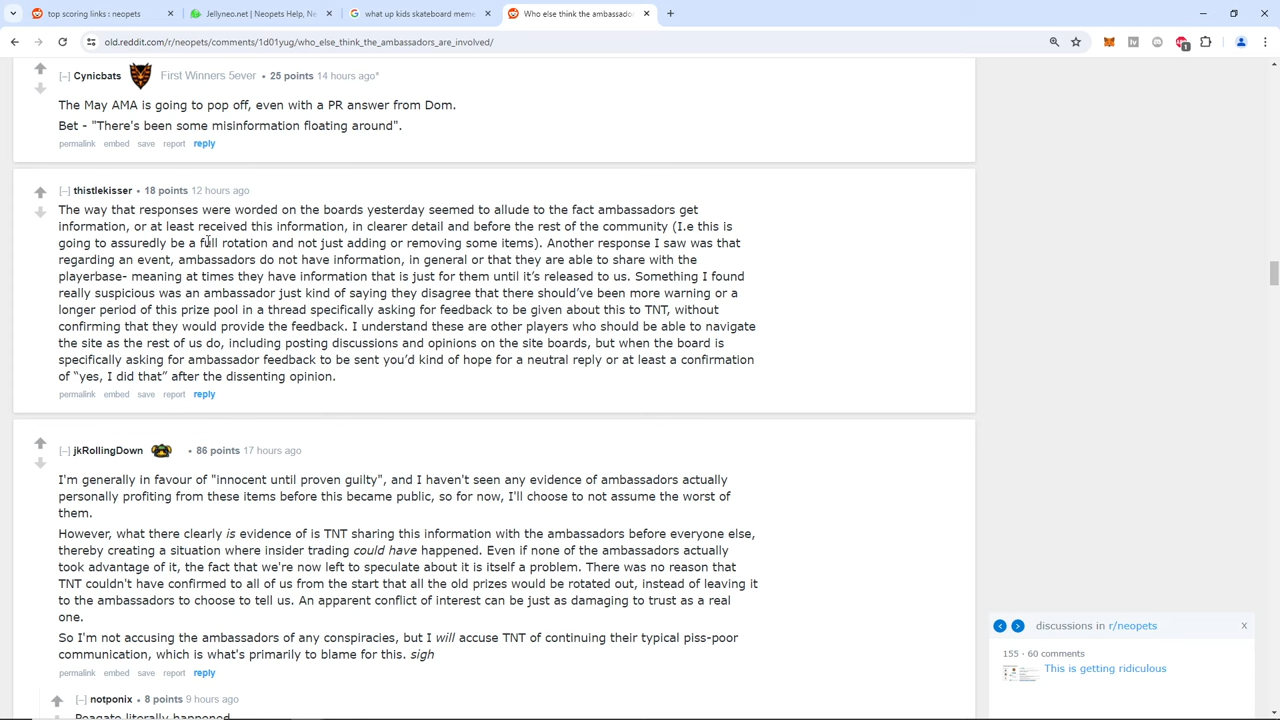 top scoring links : neopets
Jellyneo.net | Neopets Help, Ne
what up kids skateboard meme
Who else think the ambassado
old.reddit.com/r/neopets/comments/1d01yug/who_else_think_the_ambassadors_are_involved/
[–] Cynicbats First Winners 5ever • 25 points 14 hours ago*
The May AMA is going to pop off, even with a PR answer from Dom.
Bet - "There's been some misinformation floating around".
permalink embed save report reply
[–] thistlekisser • 18 points 12 hours ago
The way that responses were worded on the boards yesterday seemed to allude to the fact ambassadors get
information, or at least received this information, in clearer detail and before the rest of the community (I.e this is
going to assuredly be a full rotation and not just adding or removing some items). Another response I saw was that
regarding an event, ambassadors do not have information, in general or that they are able to share with the
playerbase- meaning at times they have information that is just for them until it’s released to us. Something I found
really suspicious was an ambassador just kind of saying they disagree that there should’ve been more warning or a
longer period of this prize pool in a thread specifically asking for feedback to be given about this to TNT, without
confirming that they would provide the feedback. I understand these are other players who should be able to navigate
the site as the rest of us do, including posting discussions and opinions on the site boards, but when the board is
specifically asking for ambassador feedback to be sent you’d kind of hope for a neutral reply or at least a confirmation
of “yes, I did that” after the dissenting opinion.
permalink embed save report reply
[–] jkRollingDown • 86 points 17 hours ago
I'm generally in favour of "innocent until proven guilty", and I haven't seen any evidence of ambassadors actually
personally profiting from these items before this became public, so for now, I'll choose to not assume the worst of
them.
However, what there clearly is evidence of is TNT sharing this information with the ambassadors before everyone else,
thereby creating a situation where insider trading could have happened. Even if none of the ambassadors actually
took advantage of it, the fact that we're now left to speculate about it is itself a problem. There was no reason that
TNT couldn't have confirmed to all of us from the start that all the old prizes would be rotated out, instead of leaving it
to the ambassadors to choose to tell us. An apparent conflict of interest can be just as damaging to trust as a real
one.
So I'm not accusing the ambassadors of any conspiracies, but I will accuse TNT of continuing their typical piss-poor
communication, which is what's primarily to blame for this. sigh
permalink embed save report reply
[–] notponix • 8 points 9 hours ago
Peagate literally happened
discussions in r/neopets X
155 · 60 comments
This is getting ridiculous